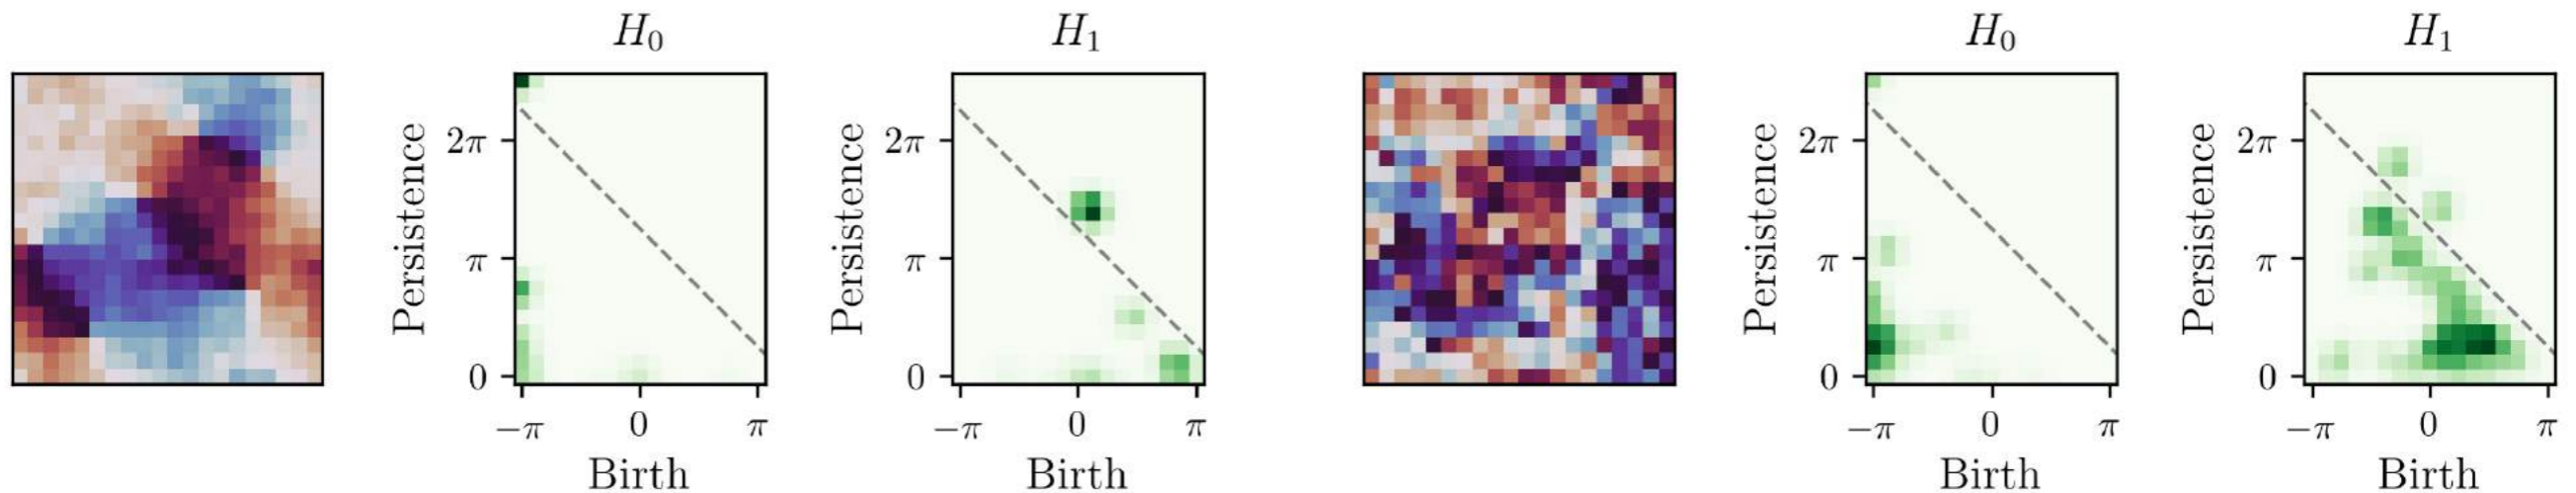 H₀
H₁
H₀
H₁
Persistence
2π
π
0
−π
0
π
Birth
Persistence
2π
π
0
−π
0
π
Birth
Persistence
2π
π
0
−π
0
π
Birth
Persistence
2π
π
0
−π
0
π
Birth